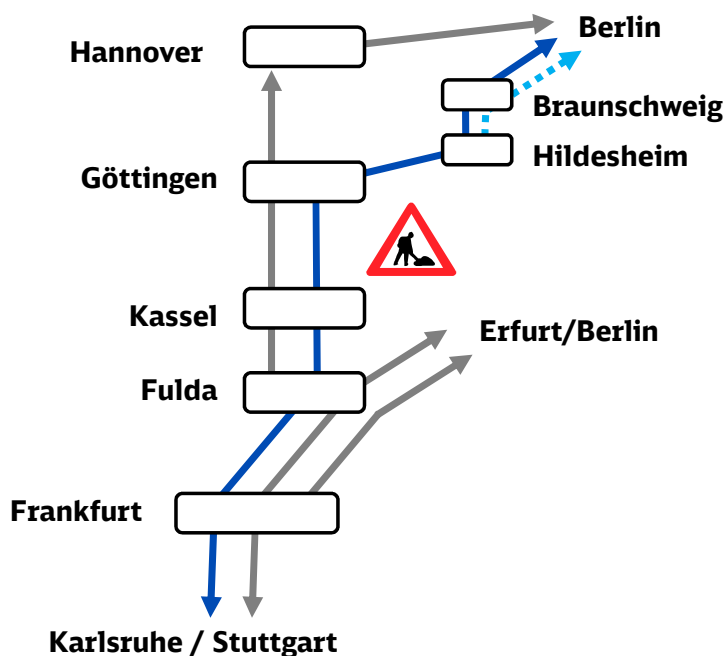 Hannover
Berlin
Braunschweig
Hildesheim
Göttingen
Kassel
Erfurt/Berlin
Fulda
Frankfurt
Karlsruhe / Stuttgart